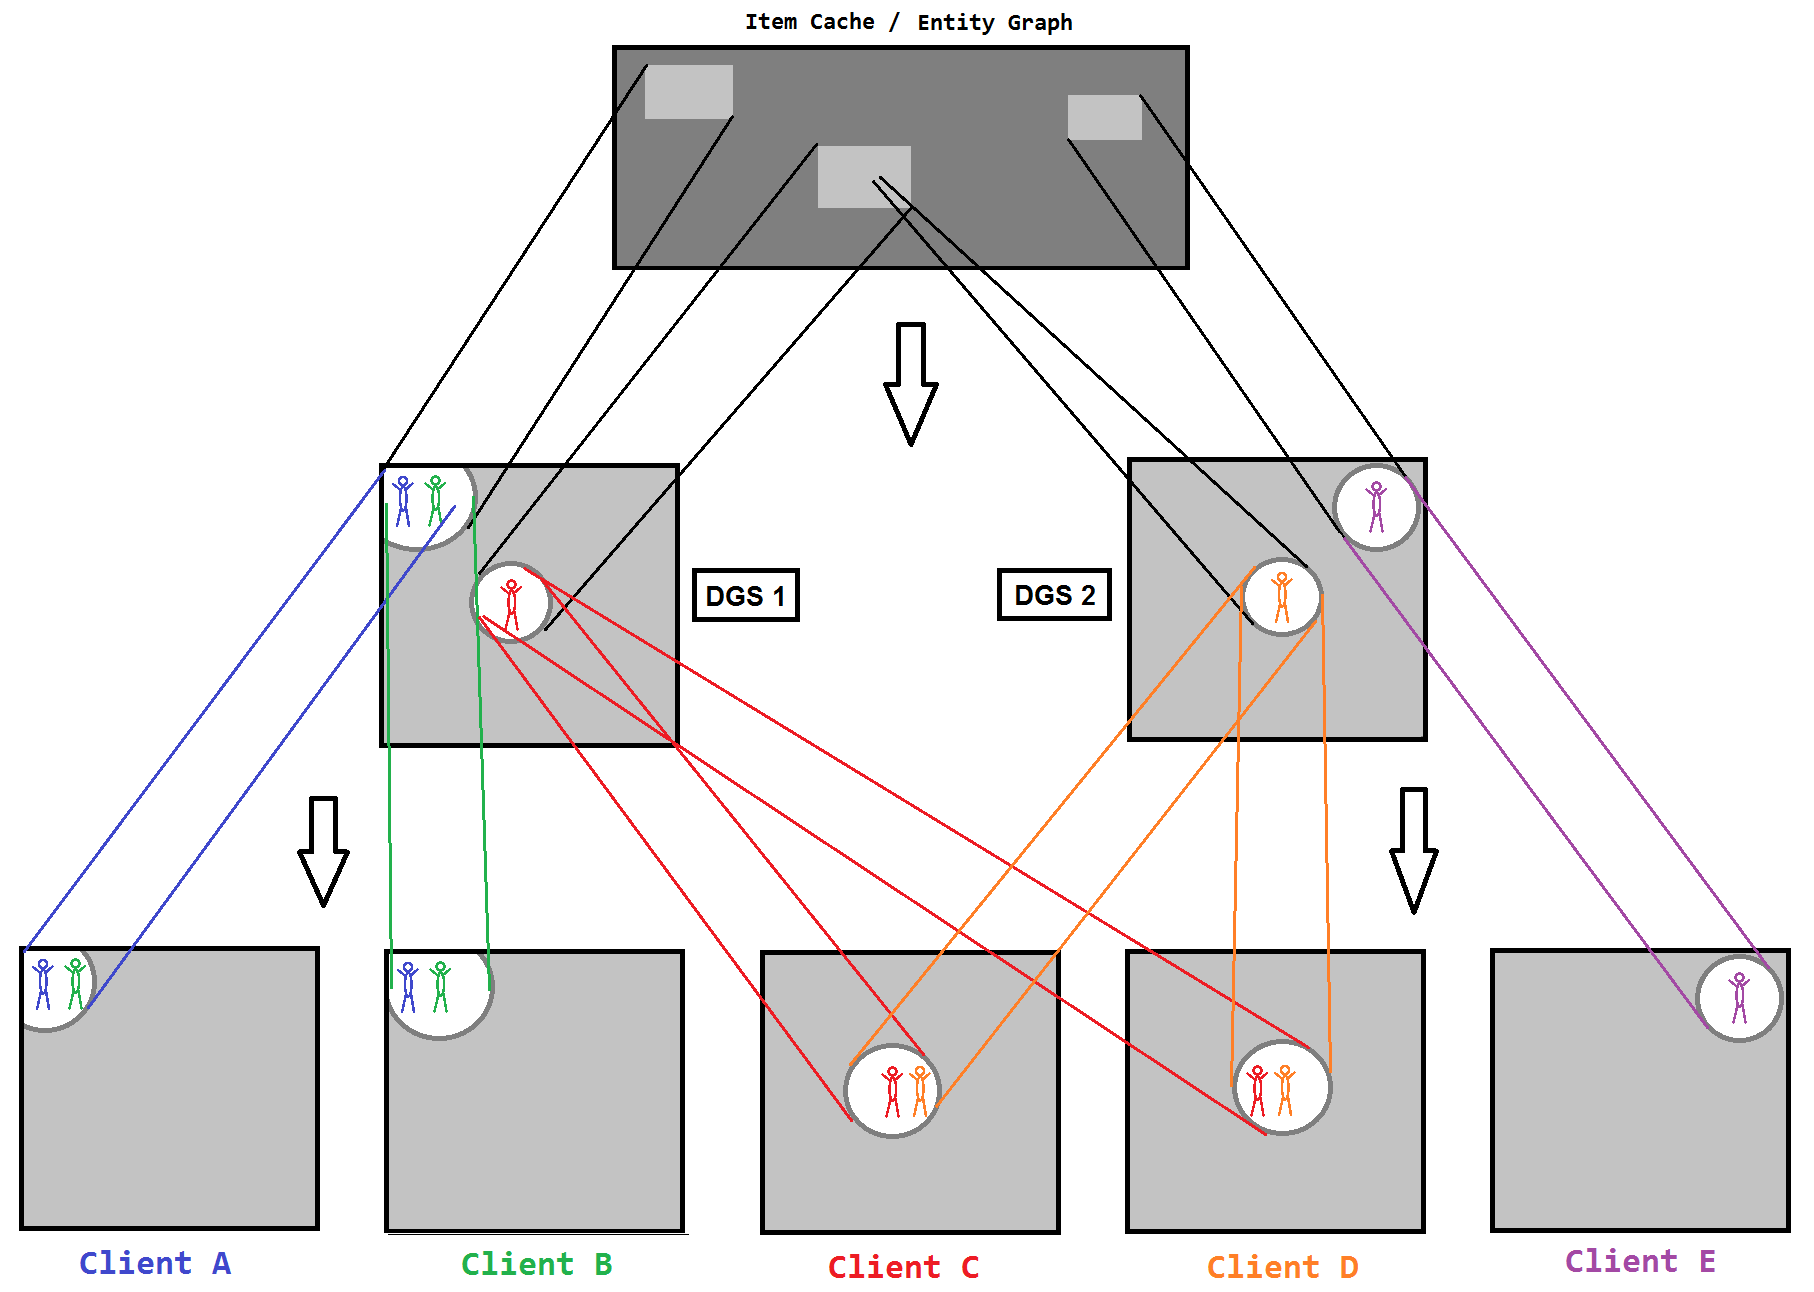 Item Cache / Entity Graph
DGS 1
DGS 2
Client A
Client B
Client C
Client D
Client E